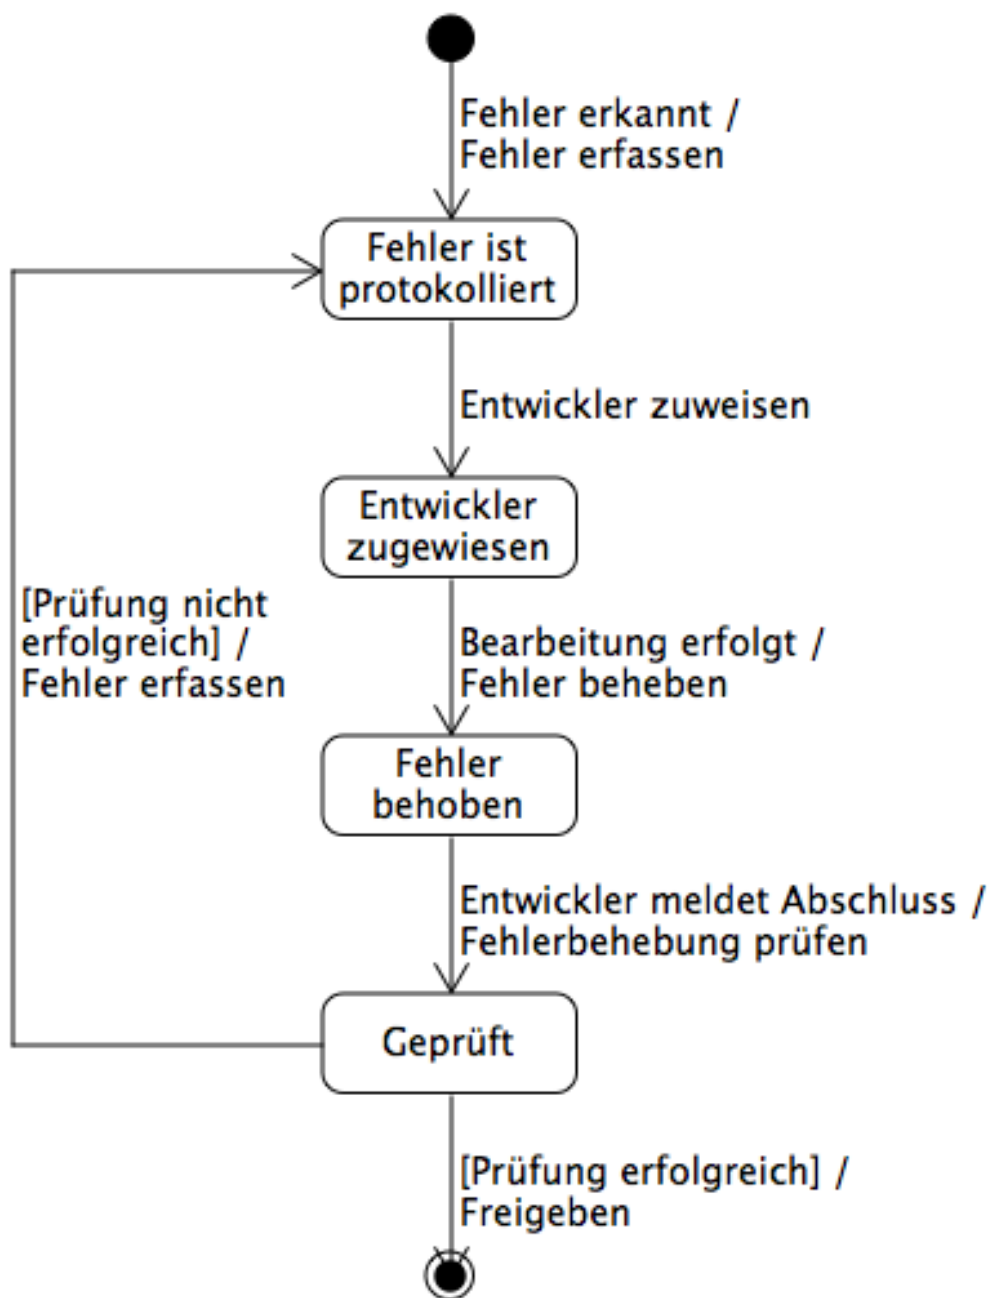 Fehler erkannt /
Fehler erfassen
Fehler ist
protokolliert
Entwickler zuweisen
Entwickler
zugewiesen
[Prüfung nicht
erfolgreich] /
Fehler erfassen
Bearbeitung erfolgt /
Fehler beheben
Fehler
behoben
Entwickler meldet Abschluss /
Fehlerbehebung prüfen
Geprüft
[Prüfung erfolgreich] /
Freigeben